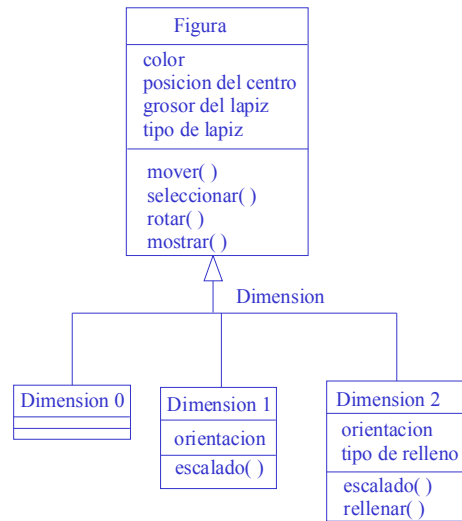 Figura
color
posicion del centro
grosor del lapiz
tipo de lapiz
mover( )
seleccionar( )
rotar( )
mostrar( )
Dimension
Dimension 0
Dimension 1
orientacion
escalado( )
Dimension 2
orientacion
tipo de relleno
escalado( )
rellenar( )